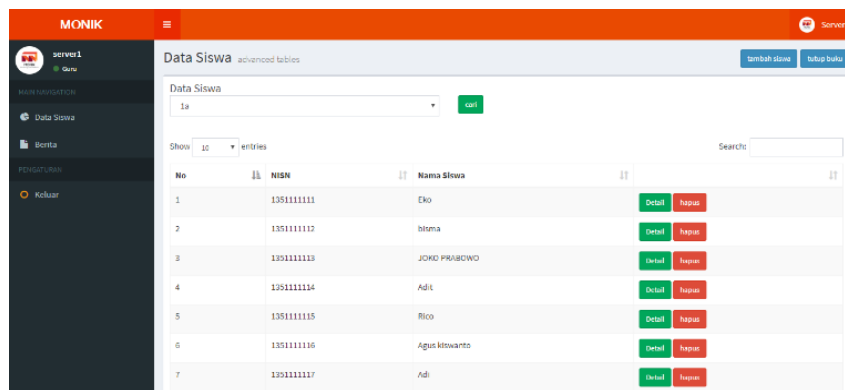 MONIK
Server
server1
Guru
MAIN NAVIGATION
Data Siswa
Berita
PENGATURAN
Keluar
Data Siswa advanced tables
tambah siswa tutup buku
Data Siswa
1a cari
Show 10 entries Search:
No NISN Nama Siswa
1 1351111111 Eko Detail hapus
2 1351111112 bisma Detail hapus
3 1351111113 JOKO PRABOWO Detail hapus
4 1351111114 Adit Detail hapus
5 1351111115 Rico Detail hapus
6 1351111116 Agus kiswanto Detail hapus
7 1351111117 Adi Detail hapus